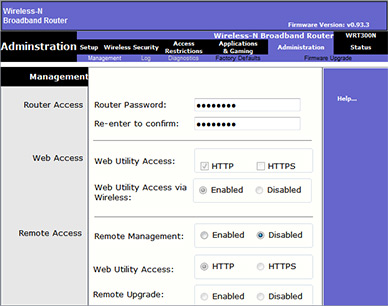 Wireless-N
Broadband Router
Firmware Version: v0.93.3
Wireless-N Broadband Router WRT300N
Adminstration Setup Wireless Security Access Restrictions Applications & Gaming Administration Status
Management Log Diagnostics Factory Defaults Firmware Upgrade
Management
Help...
Router Access
Router Password: ●●●●●●●●
Re-enter to confirm: ●●●●●●●●
Web Access
Web Utility Access: HTTP HTTPS
Web Utility Access via Wireless: Enabled Disabled
Remote Access
Remote Management: Enabled Disabled
Web Utility Access: HTTP HTTPS
Remote Upgrade: Enabled Disabled